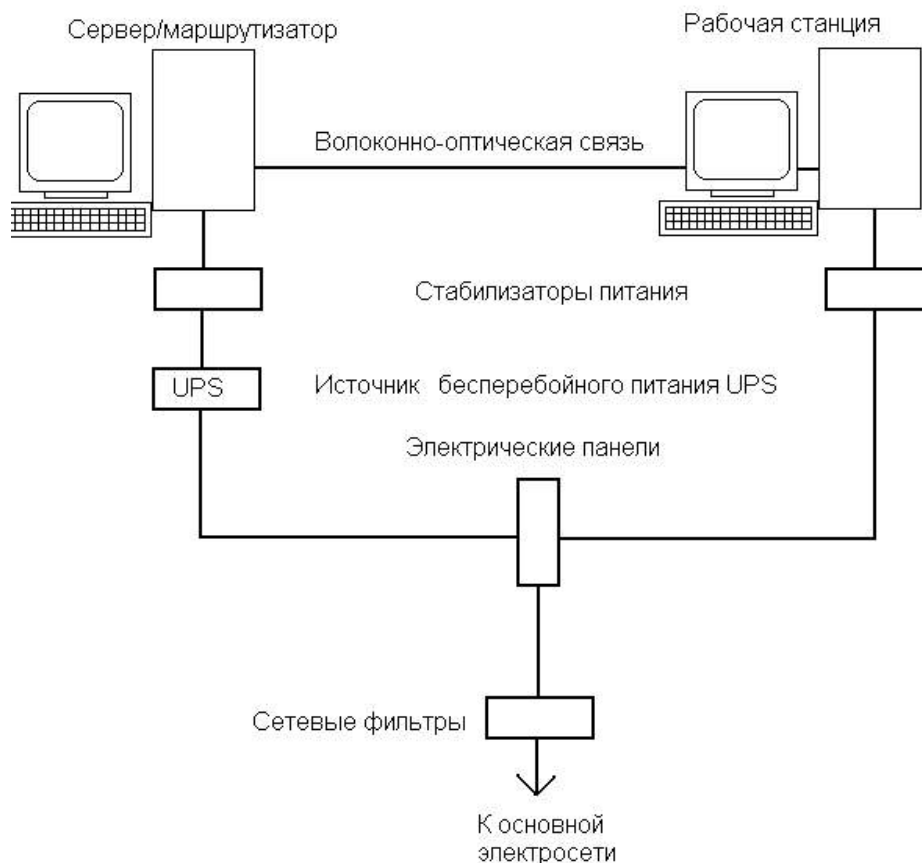 Сервер/маршрутизатор
Рабочая станция
Волоконно-оптическая связь
Стабилизаторы питания
UPS
Источник бесперебойного питания UPS
Электрические панели
Сетевые фильтры
К основной
электросети